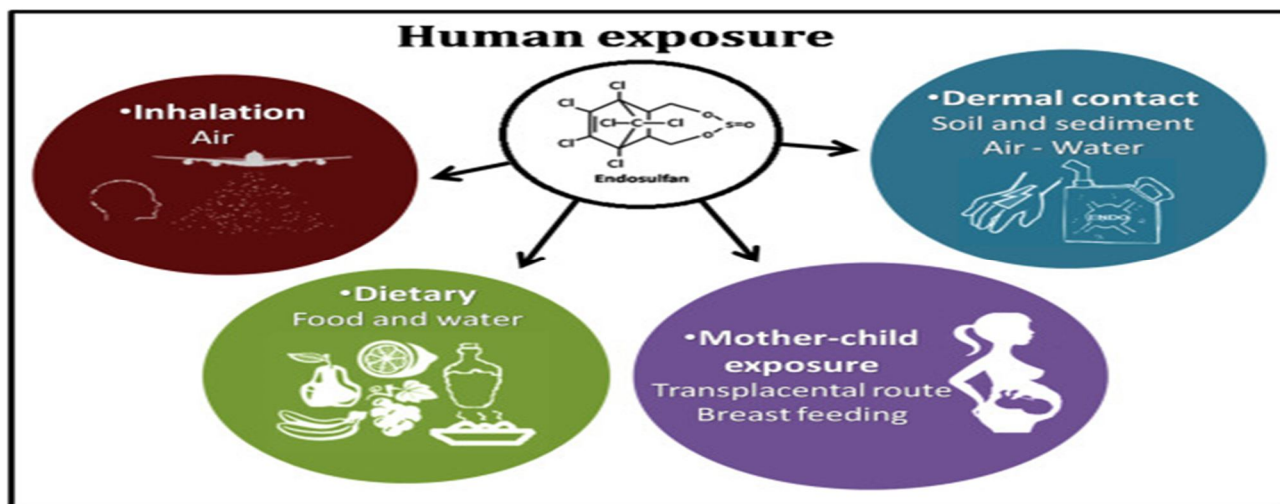 Human exposure
•Inhalation
Air
Cl
Cl
Cl
Cl-C-Cl
Cl
O
O
S=O
Endosulfan
•Dermal contact
Soil and sediment
Air - Water
ENDO
•Dietary
Food and water
•Mother-child
exposure
Transplacental route
Breast feeding